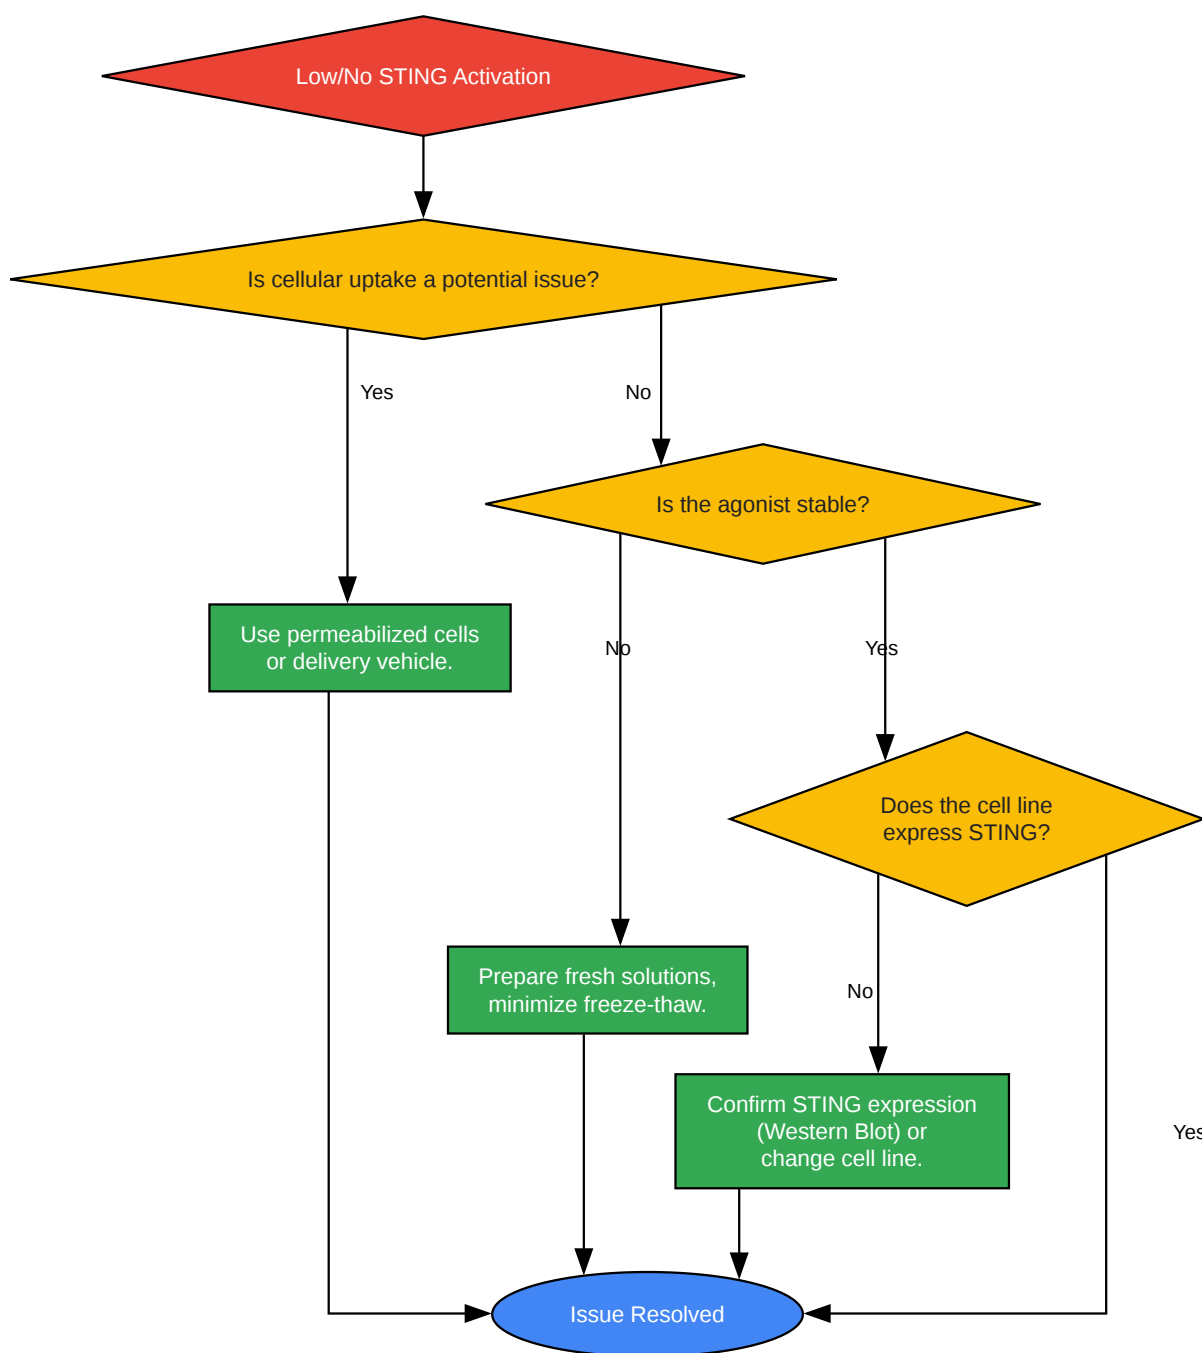 Low/No STING Activation
Is cellular uptake a potential issue?
Yes
No
Is the agonist stable?
Use permeabilized cells
or delivery vehicle.
No
Yes
Does the cell line
express STING?
Prepare fresh solutions,
minimize freeze-thaw.
No
Confirm STING expression
(Western Blot) or
change cell line.
Yes
Issue Resolved